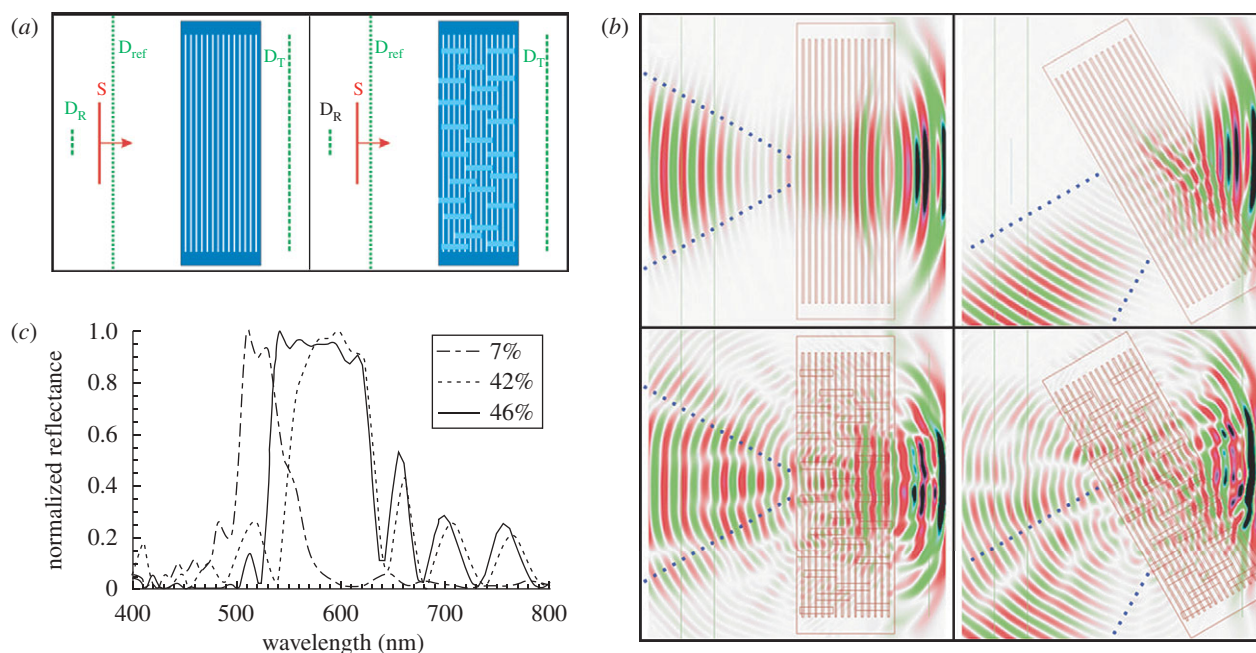 (a)
D_ref
D_T
S
D_R
D_ref
D_T
S
D_R
(b)
(c)
1.0
0.8
0.6
0.4
0.2
0
normalized reflectance
7%
42%
46%
400 500 600 700 800
wavelength (nm)